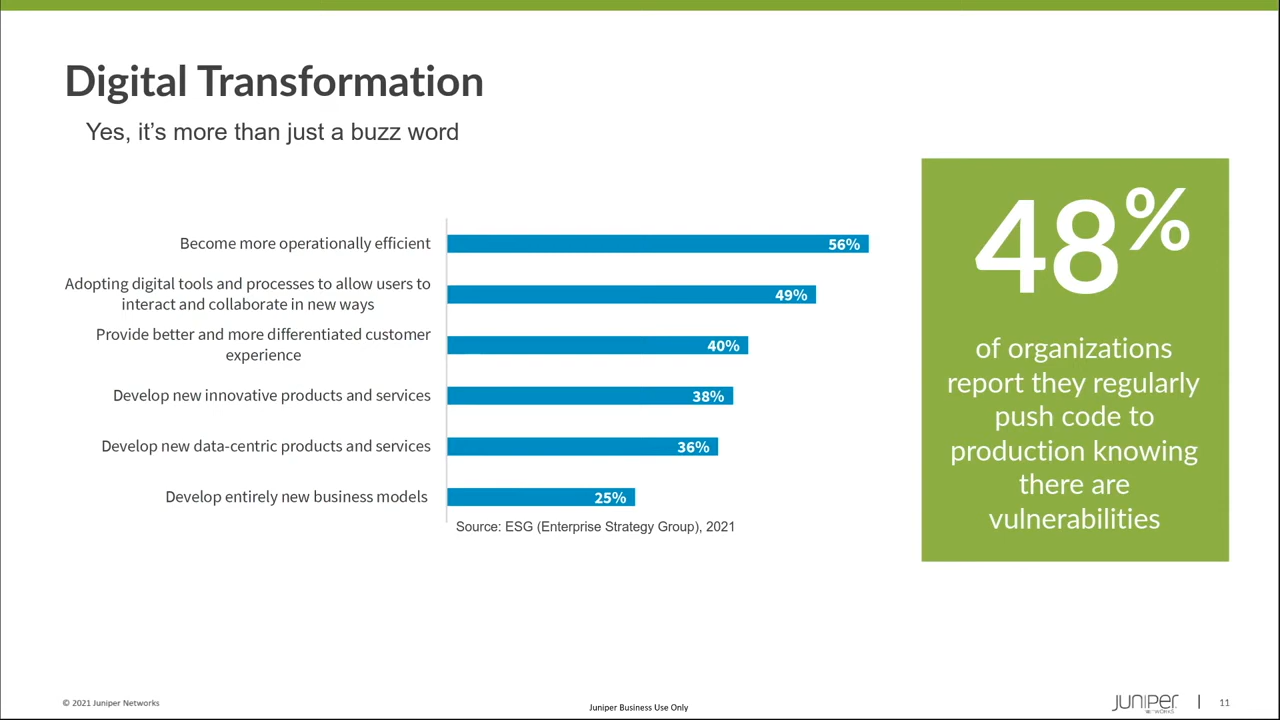 Digital Transformation
Yes, it's more than just a buzz word
Become more operationally efficient
56%
Adopting digital tools and processes to allow users to
interact and collaborate in new ways
49%
Provide better and more differentiated customer
experience
40%
Develop new innovative products and services
38%
Develop new data-centric products and services
36%
Develop entirely new business models
25%
Source: ESG (Enterprise Strategy Group), 2021
48%
of organizations
report they regularly
push code to
production knowing
there are
vulnerabilities
© 2021 Juniper Networks
Juniper Business Use Only
JUNIPER
NETWORKS
11